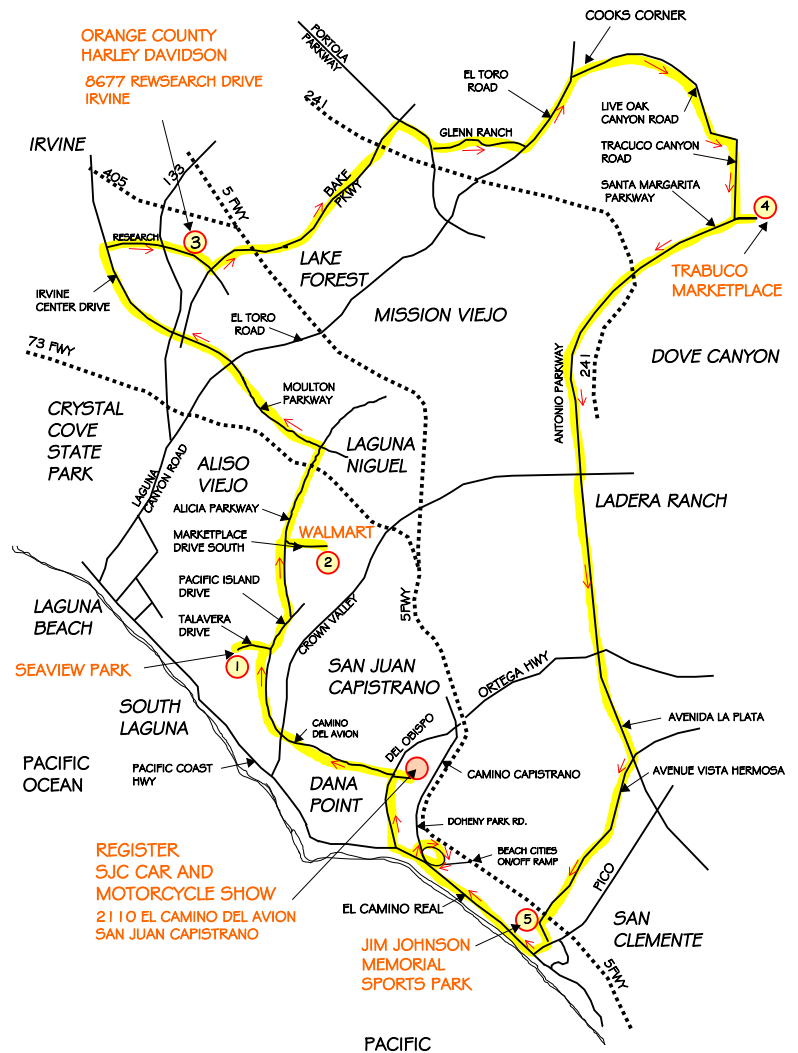 ORANGE COUNTY
HARLEY DAVIDSON
8677 REWSEARCH DRIVE
IRVINE
COOKS CORNER
PORTOLA
PARKWAY
241
EL TORO
ROAD
GLENN RANCH
LIVE OAK
CANYON ROAD
TRACUCO CANYON
ROAD
SANTA MARGARITA
PARKWAY
4
TRABUCO
MARKETPLACE
IRVINE
405
133
5 FWY
BAKE
PKWY
RESEARCH
3
LAKE
FOREST
IRVINE
CENTER DRIVE
EL TORO
ROAD
MISSION VIEJO
73 FWY
DOVE CANYON
241
ANTONIO PARKWAY
MOULTON
PARKWAY
CRYSTAL
COVE
STATE
PARK
LAGUNA
NIGUEL
LAGUNA
CANYON ROAD
ALISO
VIEJO
LADERA RANCH
ALICIA PARKWAY
WALMART
MARKETPLACE
DRIVE SOUTH
2
PACIFIC ISLAND
DRIVE
LAGUNA
BEACH
TALAVERA
DRIVE
CROWN VALLEY
5FWY
SEAVIEW PARK
1
SAN JUAN
CAPISTRANO
ORTEGA HWY
SOUTH
LAGUNA
CAMINO
DEL AVION
DEL OBISPO
AVENIDA LA PLATA
PACIFIC
OCEAN
PACIFIC COAST
HWY
DANA
POINT
CAMINO CAPISTRANO
AVENUE VISTA HERMOSA
DOHENY PARK RD.
REGISTER
SJC CAR AND
MOTORCYCLE SHOW
2110 EL CAMINO DEL AVION
SAN JUAN CAPISTRANO
BEACH CITIES
ON/OFF RAMP
PICO
EL CAMINO REAL
5
SAN
CLEMENTE
JIM JOHNSON
MEMORIAL
SPORTS PARK
5FWY
PACIFIC